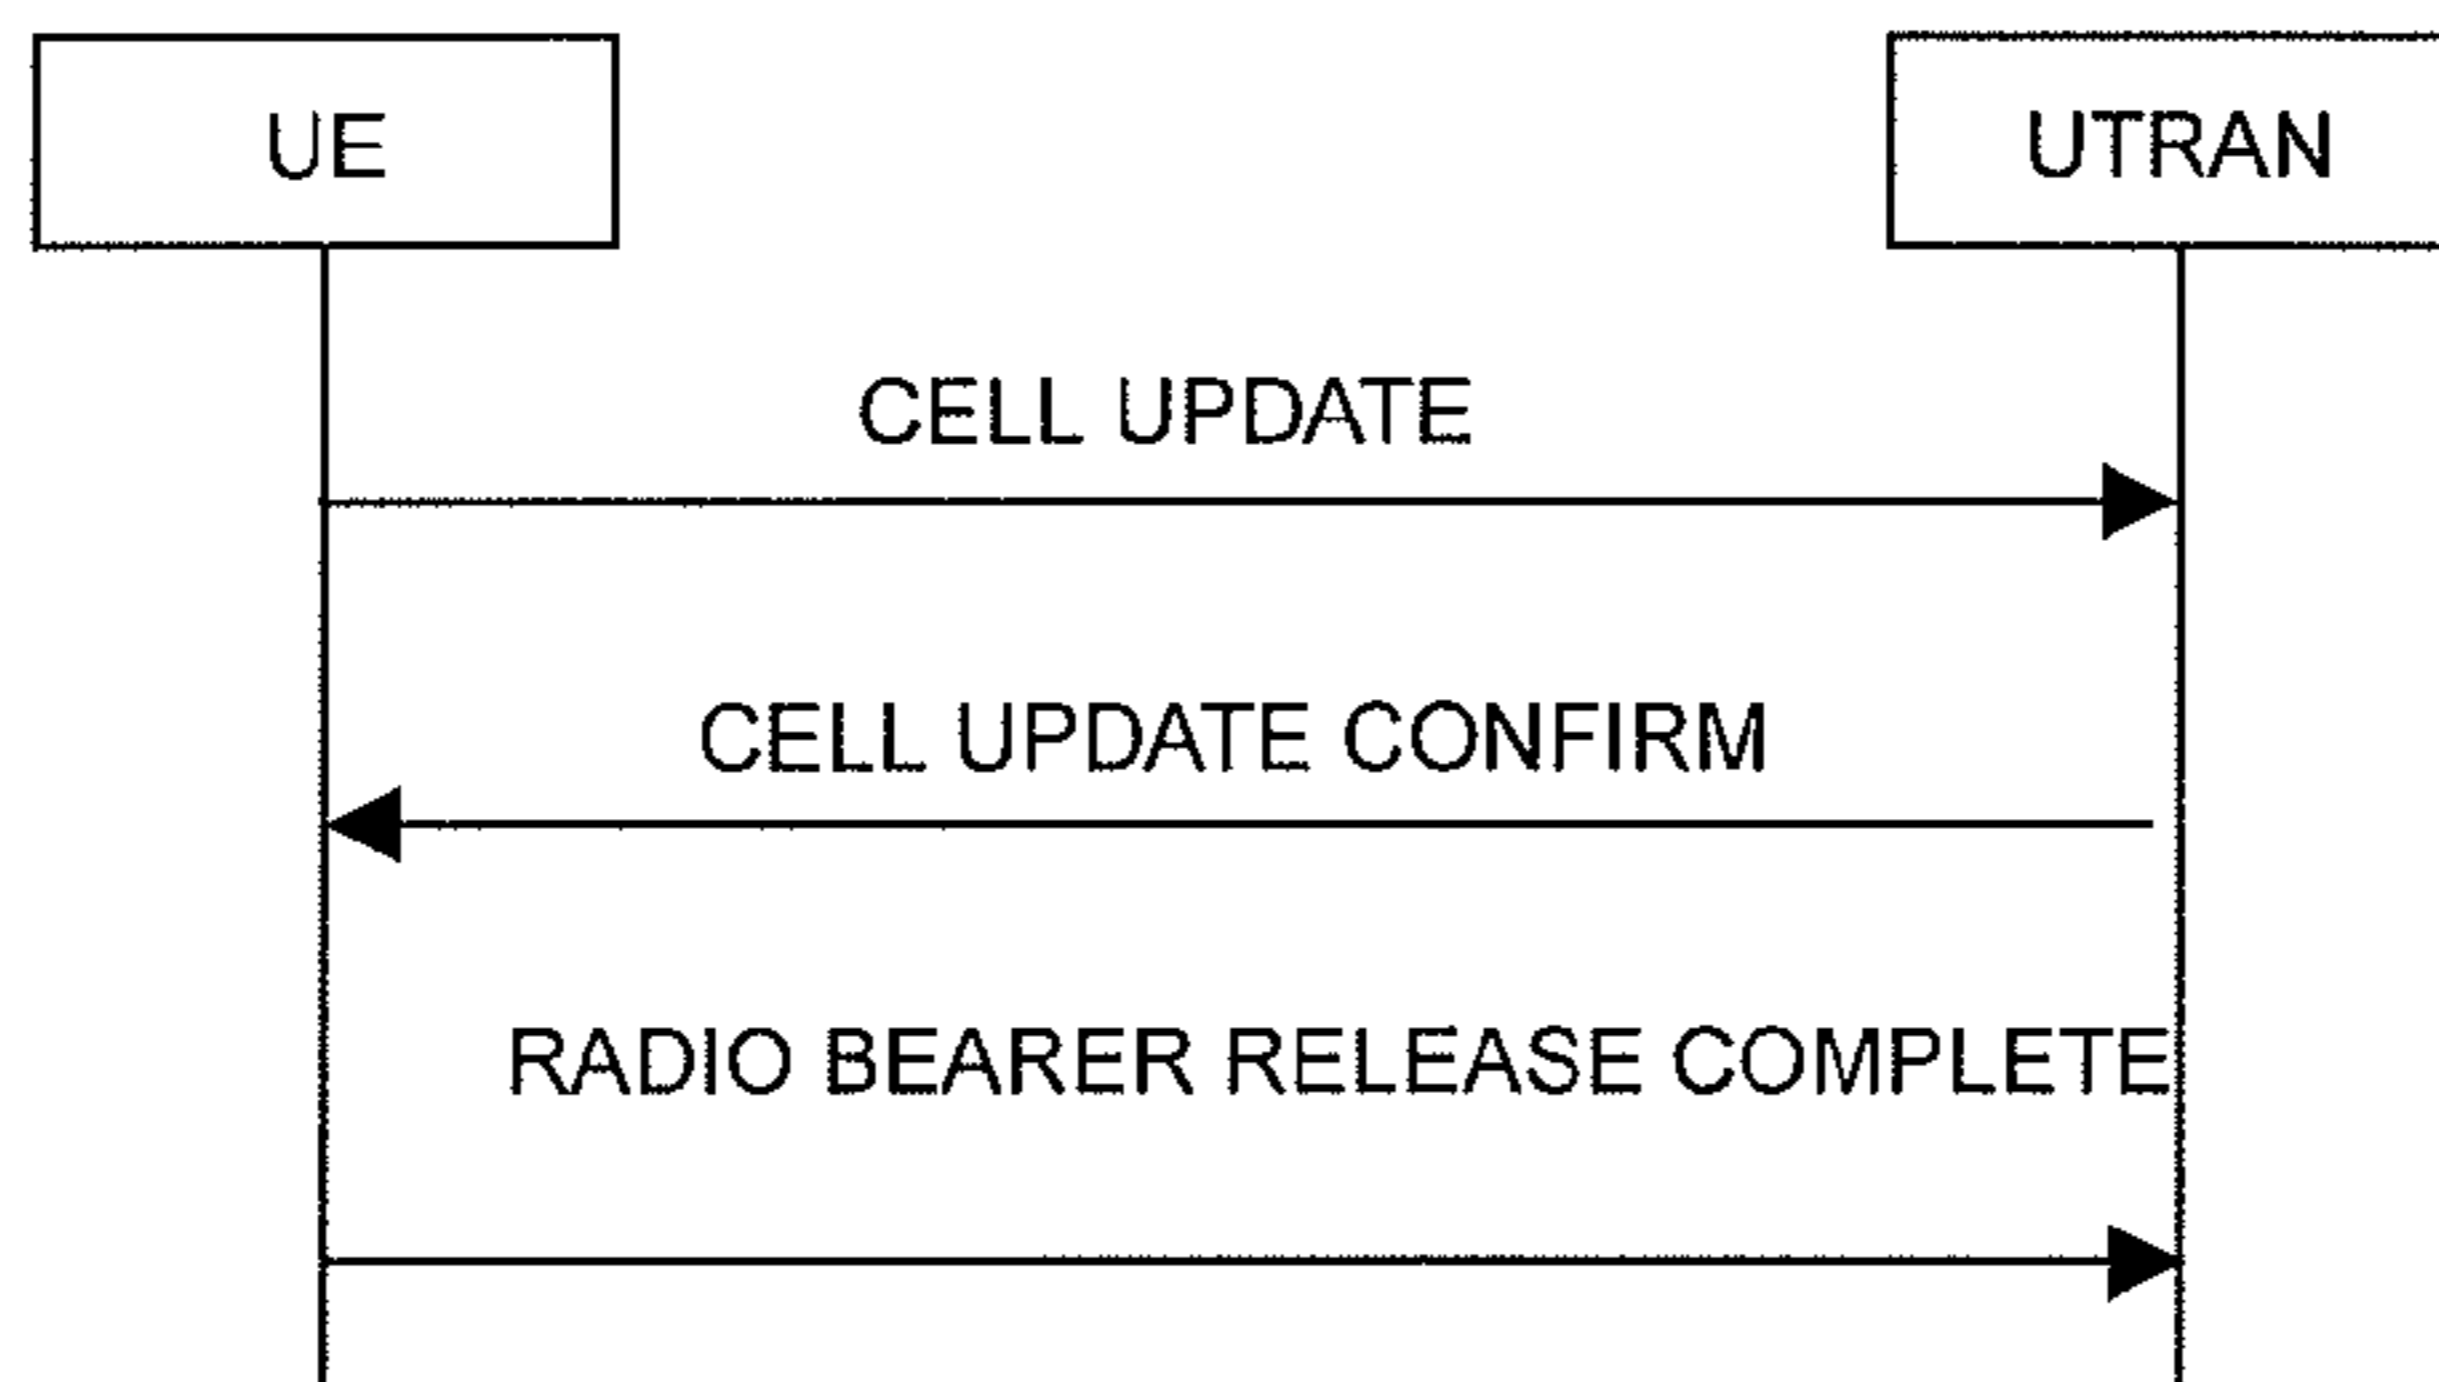 UE
UTRAN
CELL UPDATE
CELL UPDATE CONFIRM
RADIO BEARER RELEASE COMPLETE